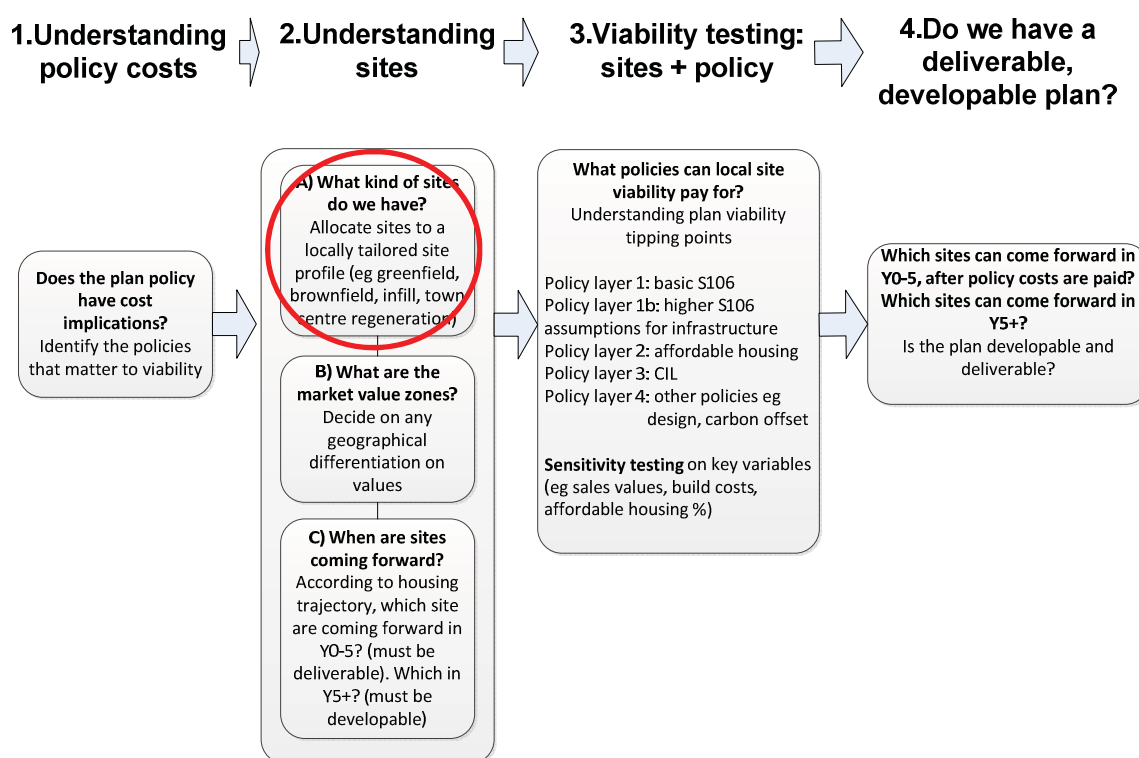 1.Understanding
policy costs
2.Understanding
sites
3.Viability testing:
sites + policy
4.Do we have a
deliverable,
developable plan?
Does the plan policy
have cost
implications?
Identify the policies
that matter to viability
A) What kind of sites
do we have?
Allocate sites to a
locally tailored site
profile (eg greenfield,
brownfield, infill, town
centre regeneration)
B) What are the
market value zones?
Decide on any
geographical
differentiation on
values
C) When are sites
coming forward?
According to housing
trajectory, which site
are coming forward in
Y0-5? (must be
deliverable). Which in
Y5+? (must be
developable)
What policies can local site
viability pay for?
Understanding plan viability
tipping points
Policy layer 1: basic S106
Policy layer 1b: higher S106
assumptions for infrastructure
Policy layer 2: affordable housing
Policy layer 3: CIL
Policy layer 4: other policies eg
design, carbon offset
Sensitivity testing on key variables
(eg sales values, build costs,
affordable housing %)
Which sites can come forward in
Y0-5, after policy costs are paid?
Which sites can come forward in
Y5+?
Is the plan developable and
deliverable?